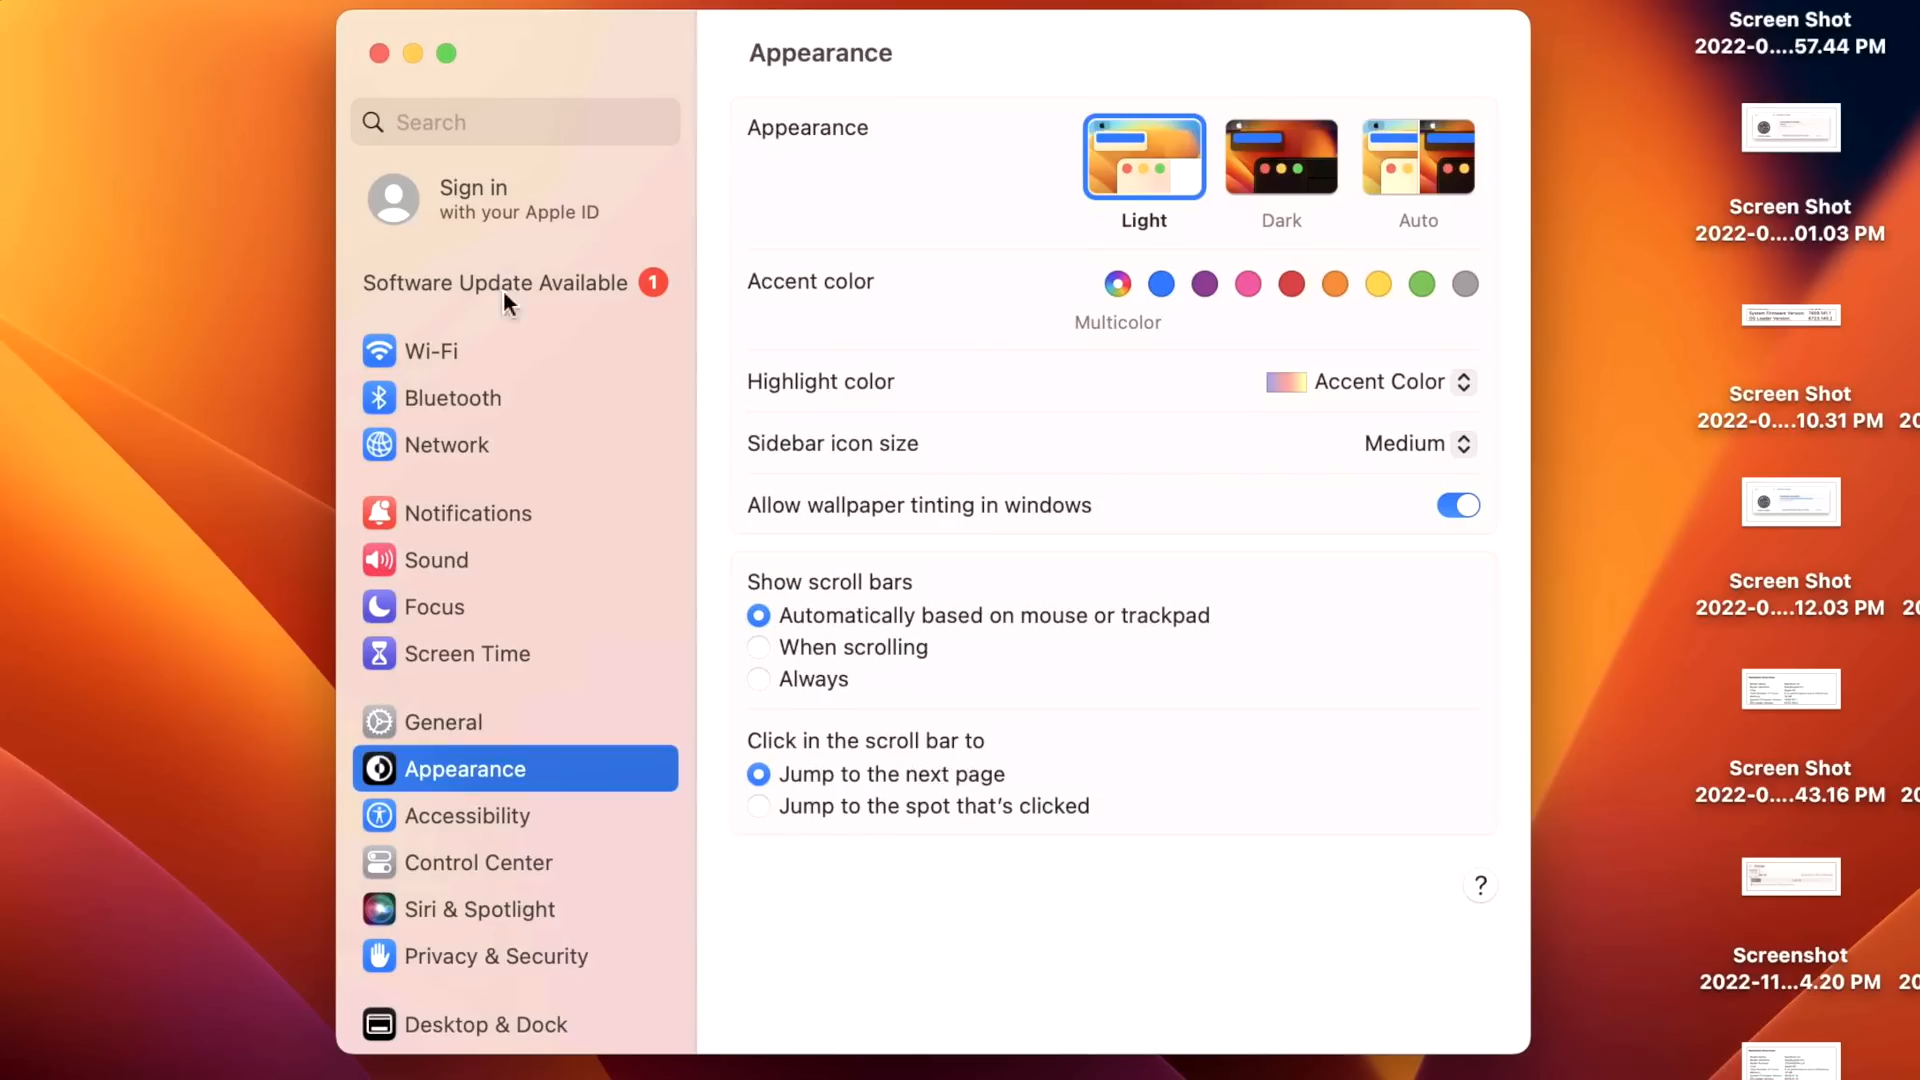 Appearance
Search
Sign in
with your Apple ID
Software Update Available 1
Wi-Fi
Bluetooth
Network
Notifications
Sound
Focus
Screen Time
General
Appearance
Accessibility
Control Center
Siri & Spotlight
Privacy & Security
Desktop & Dock
Appearance
Light
Dark
Auto
Accent color
Multicolor
Highlight color
Accent Color
Sidebar icon size
Medium
Allow wallpaper tinting in windows
Show scroll bars
Automatically based on mouse or trackpad
When scrolling
Always
Click in the scroll bar to
Jump to the next page
Jump to the spot that's clicked
?
Screen Shot
2022-0....57.44 PM
Screen Shot
2022-0....01.03 PM
Screen Shot
2022-0....10.31 PM
Screen Shot
2022-0....12.03 PM
Screen Shot
2022-0....43.16 PM
Screenshot
2022-11...4.20 PM